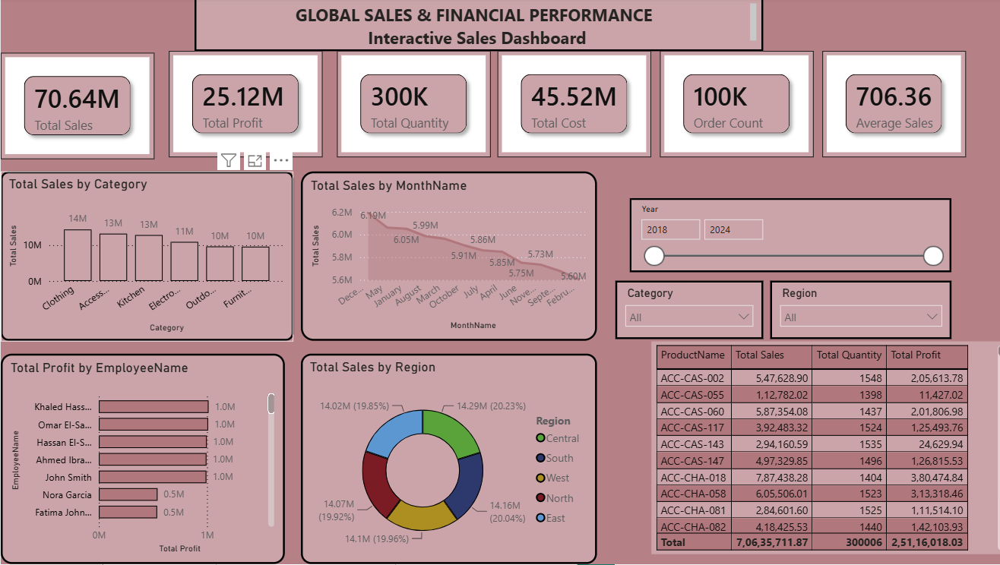 GLOBAL SALES & FINANCIAL PERFORMANCE
Interactive Sales Dashboard
70.64M
Total Sales
25.12M
Total Profit
300K
Total Quantity
45.52M
Total Cost
100K
Order Count
706.36
Average Sales
Total Sales by Category
Total Sales
10M
0M
14M
13M
13M
11M
10M
10M
Clothing
Access...
Kitchen
Electro...
Outdo...
Furnit...
Category
Total Sales by MonthName
Total Sales
6.2M
6.0M
5.8M
5.6M
6.19M
6.05M
5.99M
5.91M
5.86M
5.85M
5.75M
5.73M
5.60M
Dece...
May
January
August
March
October
July
April
June
Nove...
Septe...
Febru...
MonthName
Year
2018
2024
Category
All
Region
All
Total Profit by EmployeeName
EmployeeName
Khaled Hass... 1.0M
Omar El-Sa... 1.0M
Hassan El-S... 1.0M
Ahmed Ibra... 1.0M
John Smith 1.0M
Nora Garcia 0.5M
Fatima John... 0.5M
0M 1M
Total Profit
Total Sales by Region
14.02M (19.85%)
14.29M (20.23%)
14.07M
(19.92%)
14.16M
(20.04%)
14.1M (19.96%)
Region
Central
South
West
North
East
ProductName Total Sales Total Quantity Total Profit
ACC-CAS-002 5,47,628.90 1548 2,05,613.78
ACC-CAS-055 1,12,782.02 1398 11,427.02
ACC-CAS-060 5,87,354.08 1437 2,01,806.98
ACC-CAS-117 3,92,483.32 1524 1,25,493.76
ACC-CAS-143 2,94,160.59 1535 24,629.94
ACC-CAS-147 4,97,329.85 1496 1,26,815.53
ACC-CHA-018 7,87,438.28 1404 3,80,474.84
ACC-CHA-058 6,05,506.01 1523 3,13,318.46
ACC-CHA-081 2,84,601.60 1525 1,11,514.10
ACC-CHA-082 4,18,425.53 1440 1,42,103.93
Total 7,06,35,711.87 300006 2,51,16,018.03